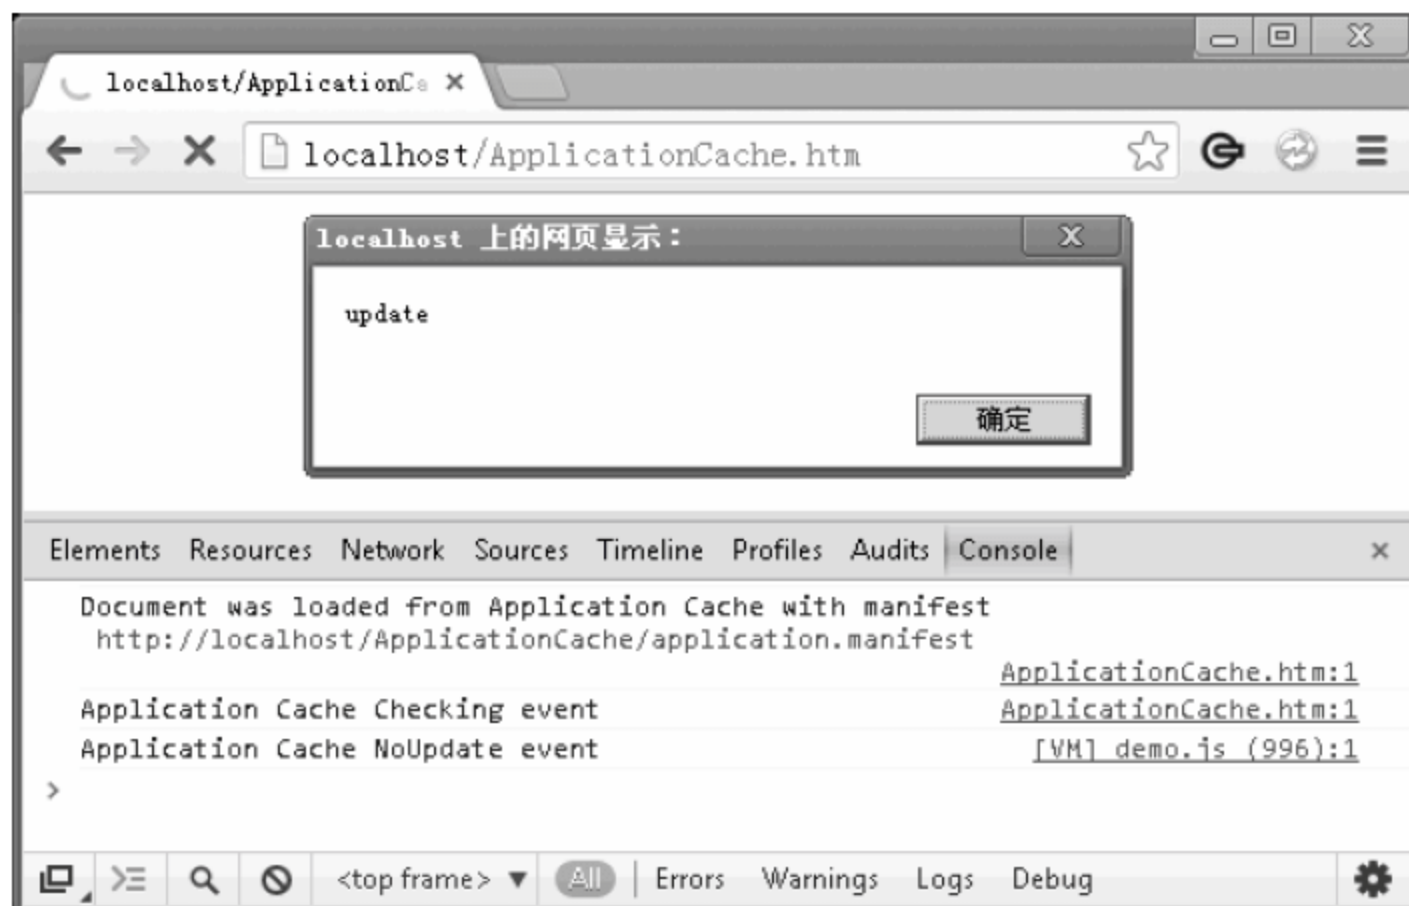 localhost/ApplicationCa
localhost/ApplicationCache.htm
localhost 上的网页显示：
update
确定
Elements Resources Network Sources Timeline Profiles Audits Console
Document was loaded from Application Cache with manifest
http://localhost/ApplicationCache/application.manifest
ApplicationCache.htm:1
Application Cache Checking event ApplicationCache.htm:1
Application Cache NoUpdate event [VM] demo.js (996):1
<top frame> ▼ All Errors Warnings Logs Debug